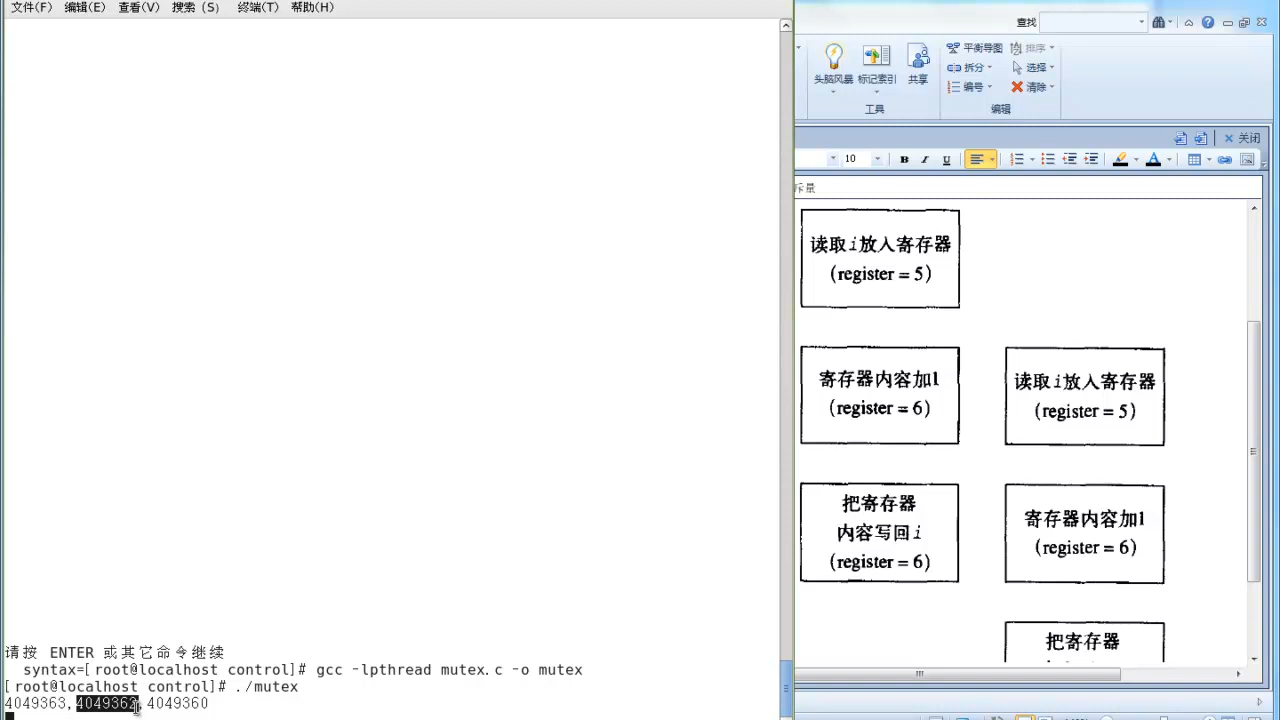 文件(F) 编辑(E) 查看(V) 搜索 (S) 终端(T) 帮助(H)
请按 ENTER 或其它命令继续
syntax=[root@localhost control]# gcc -lpthread mutex.c -o mutex
[root@localhost control]# ./mutex
4049363,4049362,4049360
查找
平衡导图 排序
拆分 选择
编号 清除
头脑风暴 标记索引 共享
工具 编辑
关闭
10 B I U A
斥量
读取i放入寄存器
(register = 5)
寄存器内容加1
(register = 6)
读取i放入寄存器
(register = 5)
把寄存器
内容写回i
(register = 6)
寄存器内容加1
(register = 6)
把寄存器